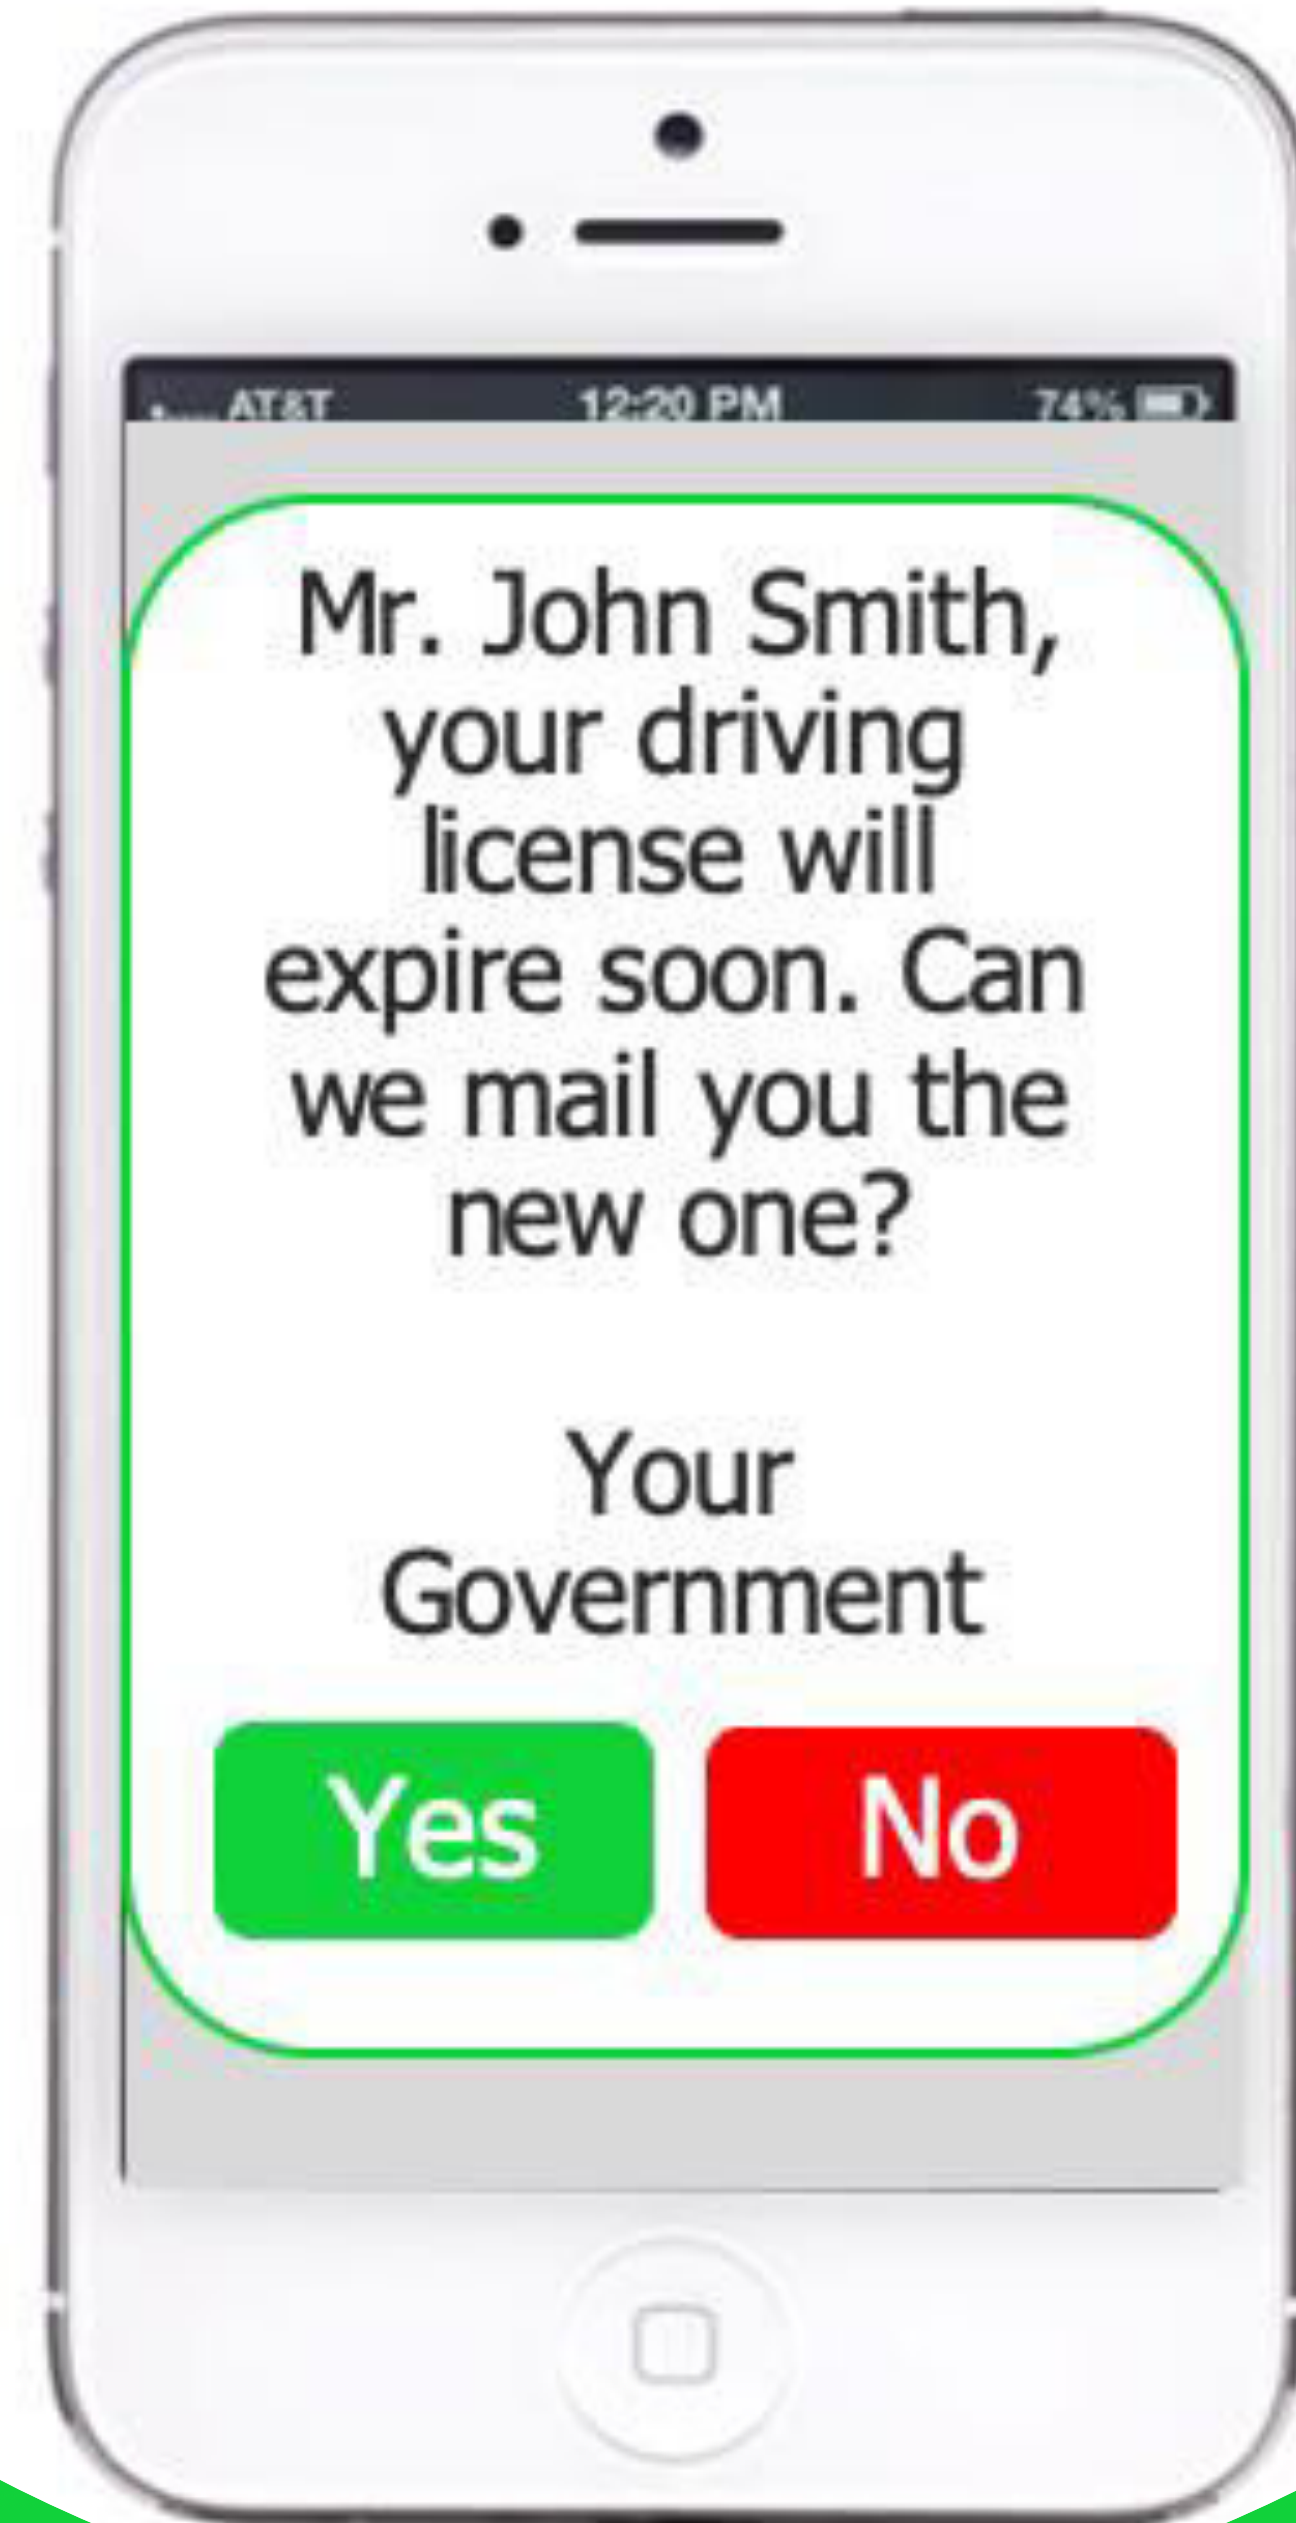 AT&T 12:20 PM 74%
Mr. John Smith,
your driving
license will
expire soon. Can
we mail you the
new one?
Your
Government
Yes No